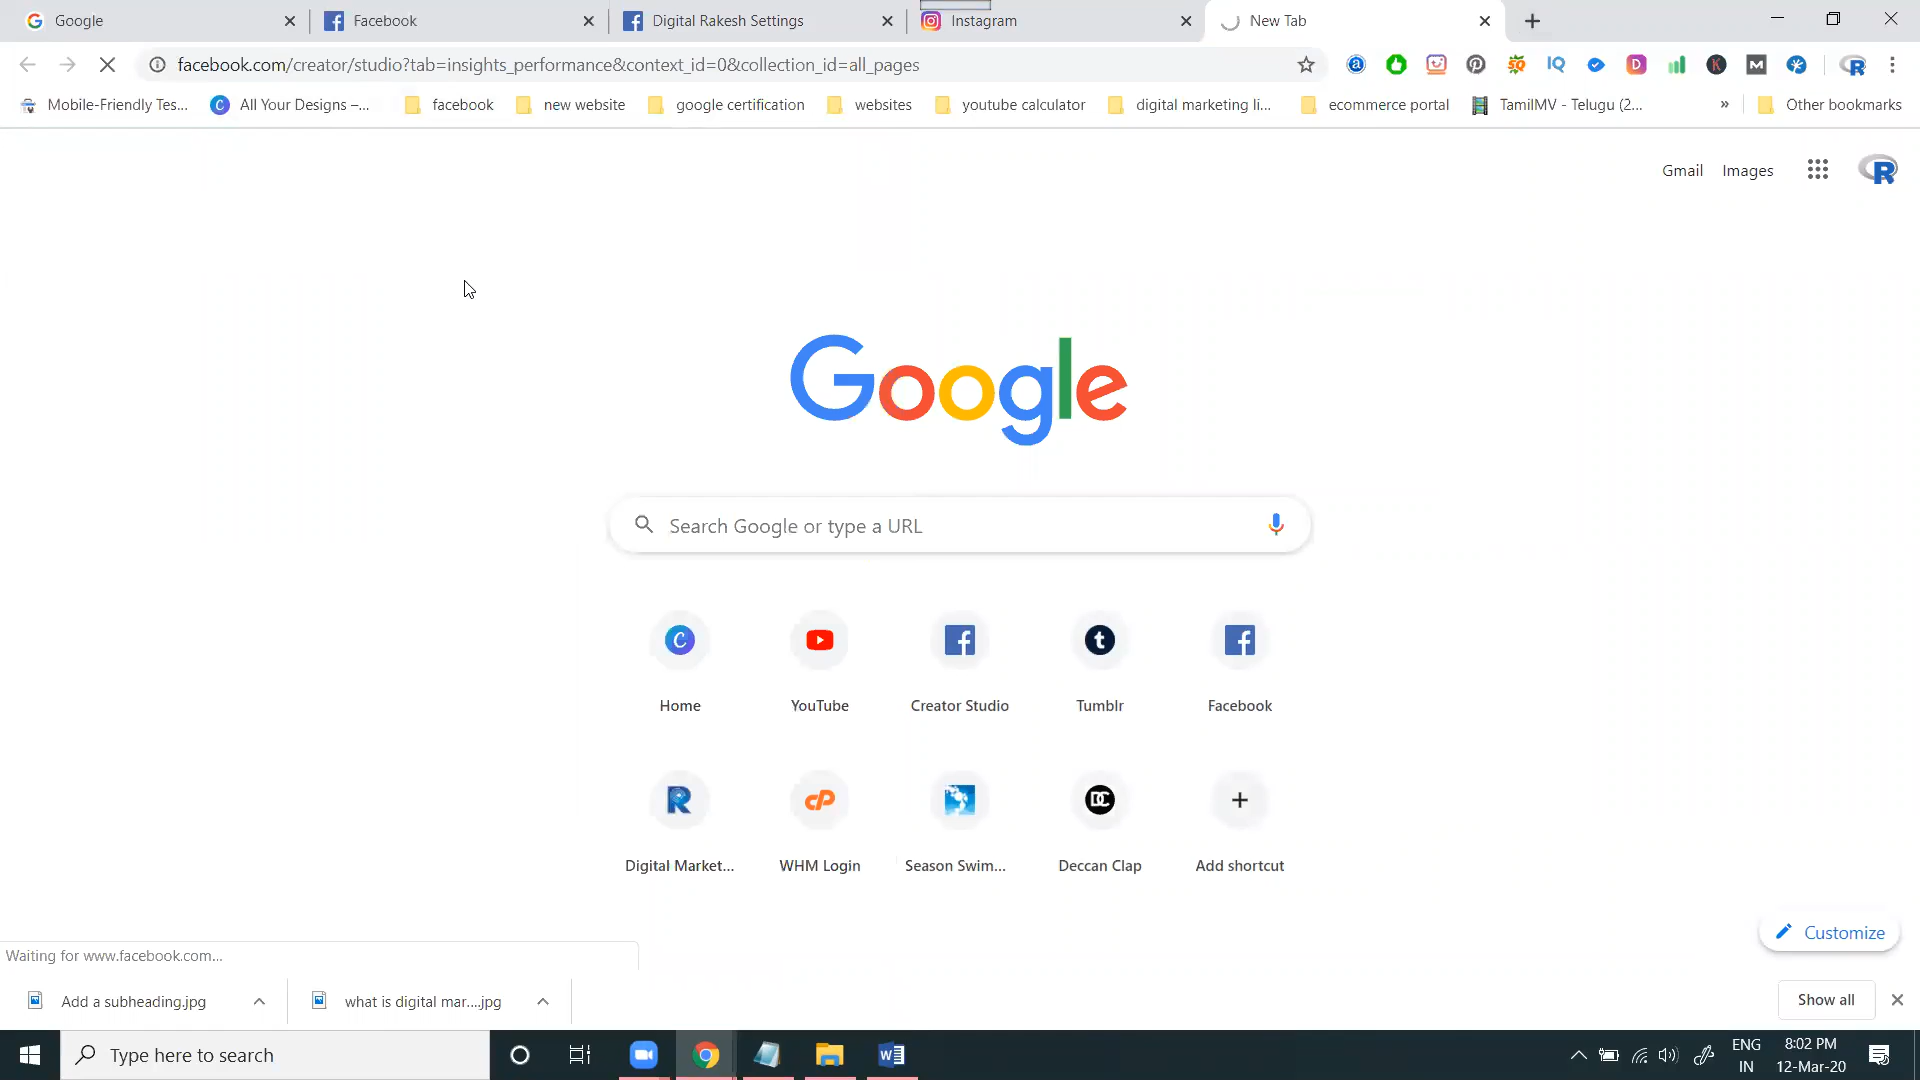 Google
Facebook
Digital Rakesh Settings
Instagram
New Tab
facebook.com/creator/studio?tab=insights_performance&context_id=0&collection_id=all_pages
Mobile-Friendly Tes...
All Your Designs –...
facebook
new website
google certification
websites
youtube calculator
digital marketing li...
ecommerce portal
TamilMV - Telugu (2...
»
Other bookmarks
Gmail
Images
Google
Search Google or type a URL
Home
YouTube
Creator Studio
Tumblr
Facebook
Digital Market...
WHM Login
Season Swim...
Deccan Clap
Add shortcut
Customize
Waiting for www.facebook.com...
Add a subheading.jpg
what is digital mar....jpg
Show all
Type here to search
ENG
IN
8:02 PM
12-Mar-20